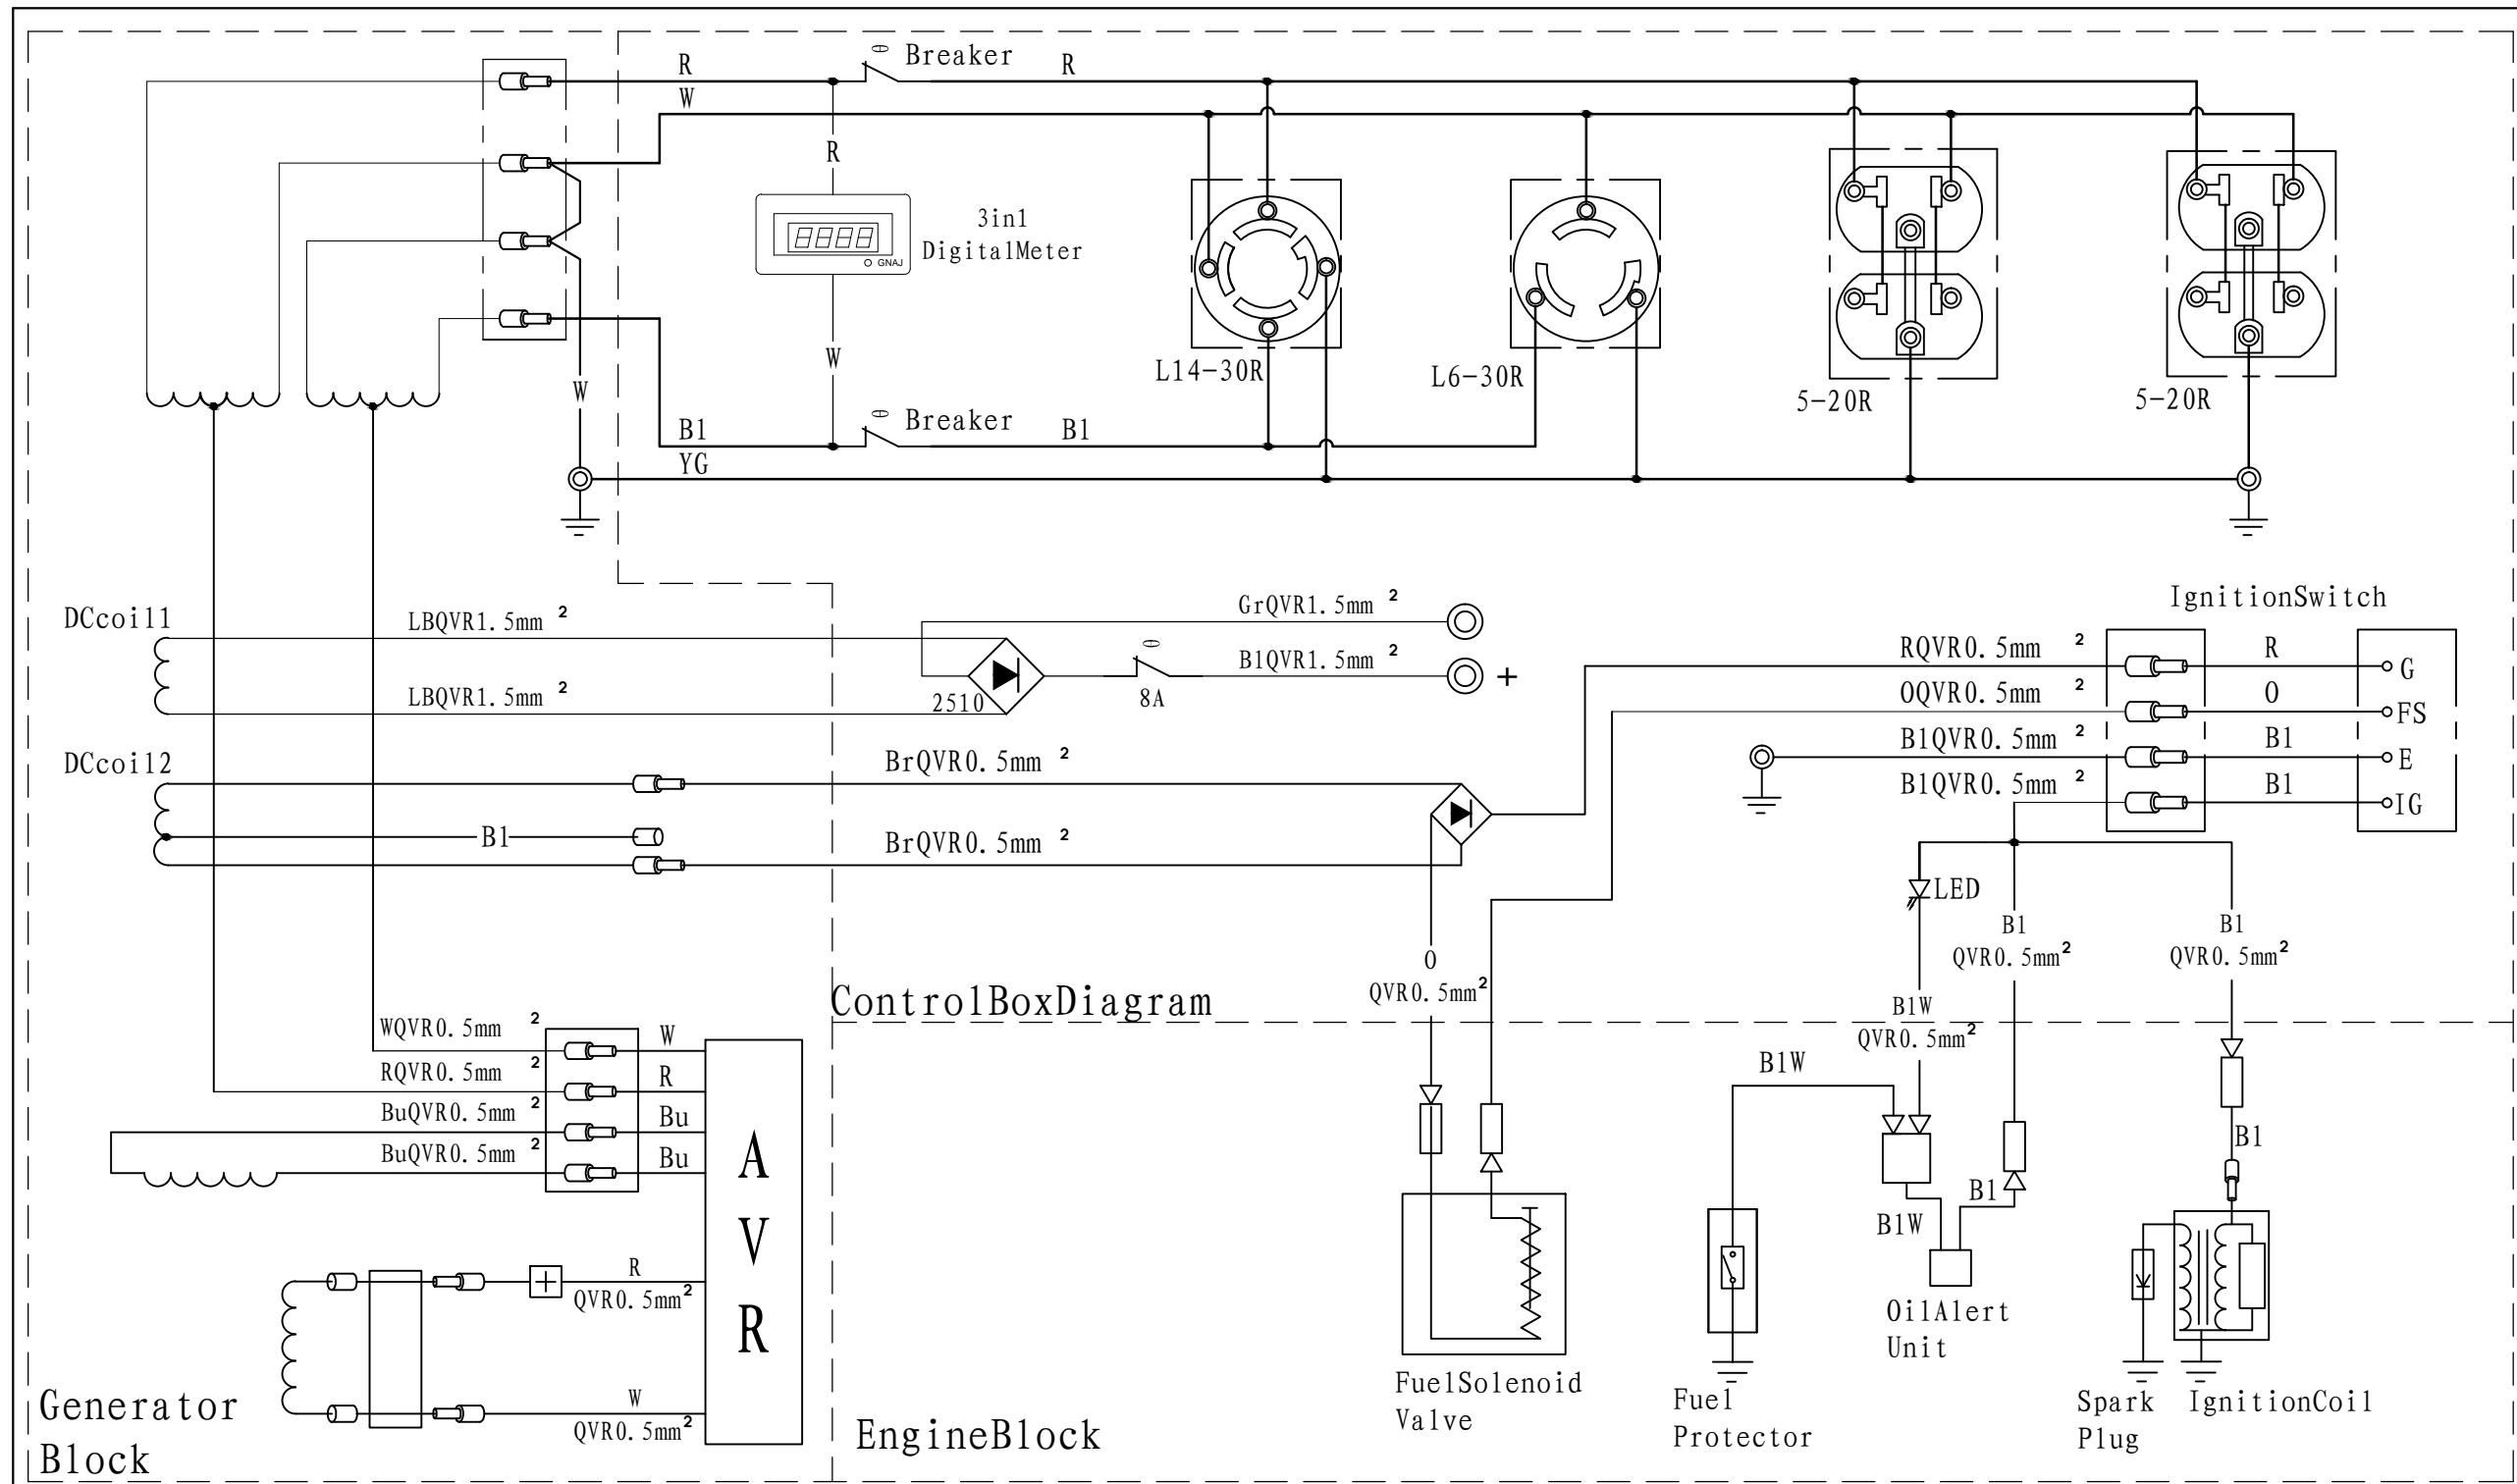 R
Breaker
R
W
R
3in1
DigitalMeter
8888
GNAJ
L14-30R
L6-30R
5-20R
5-20R
W
W
Breaker
B1
B1
YG
DCcoil1
LBQVR1.5mm 2
GrQVR1.5mm 2
B1QVR1.5mm 2
+
LBQVR1.5mm 2
2510
8A
IgnitionSwitch
RQVR0.5mm 2
R
G
OQVR0.5mm 2
O
FS
B1QVR0.5mm 2
B1
E
B1QVR0.5mm 2
B1
IG
DCcoil2
BrQVR0.5mm 2
B1
BrQVR0.5mm 2
LED
B1
QVR0.5mm2
B1
QVR0.5mm2
O
QVR0.5mm2
B1W
QVR0.5mm2
ControlBoxDiagram
WQVR0.5mm 2
W
RQVR0.5mm 2
R
BuQVR0.5mm 2
Bu
BuQVR0.5mm 2
Bu
A
V
R
R
QVR0.5mm2
W
QVR0.5mm2
B1W
B1W
B1
B1
OilAlert
Unit
FuelSolenoid
Valve
Fuel
Protector
Spark
Plug
IgnitionCoil
Generator
Block
EngineBlock